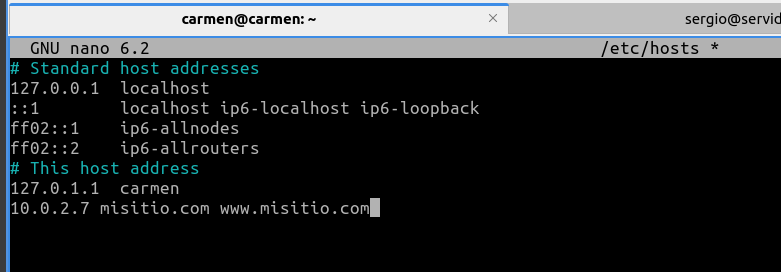 carmen@carmen: ~ × sergio@servid
GNU nano 6.2 /etc/hosts *
# Standard host addresses
127.0.0.1 localhost
::1 localhost ip6-localhost ip6-loopback
ff02::1 ip6-allnodes
ff02::2 ip6-allrouters
# This host address
127.0.1.1 carmen
10.0.2.7 misitio.com www.misitio.com